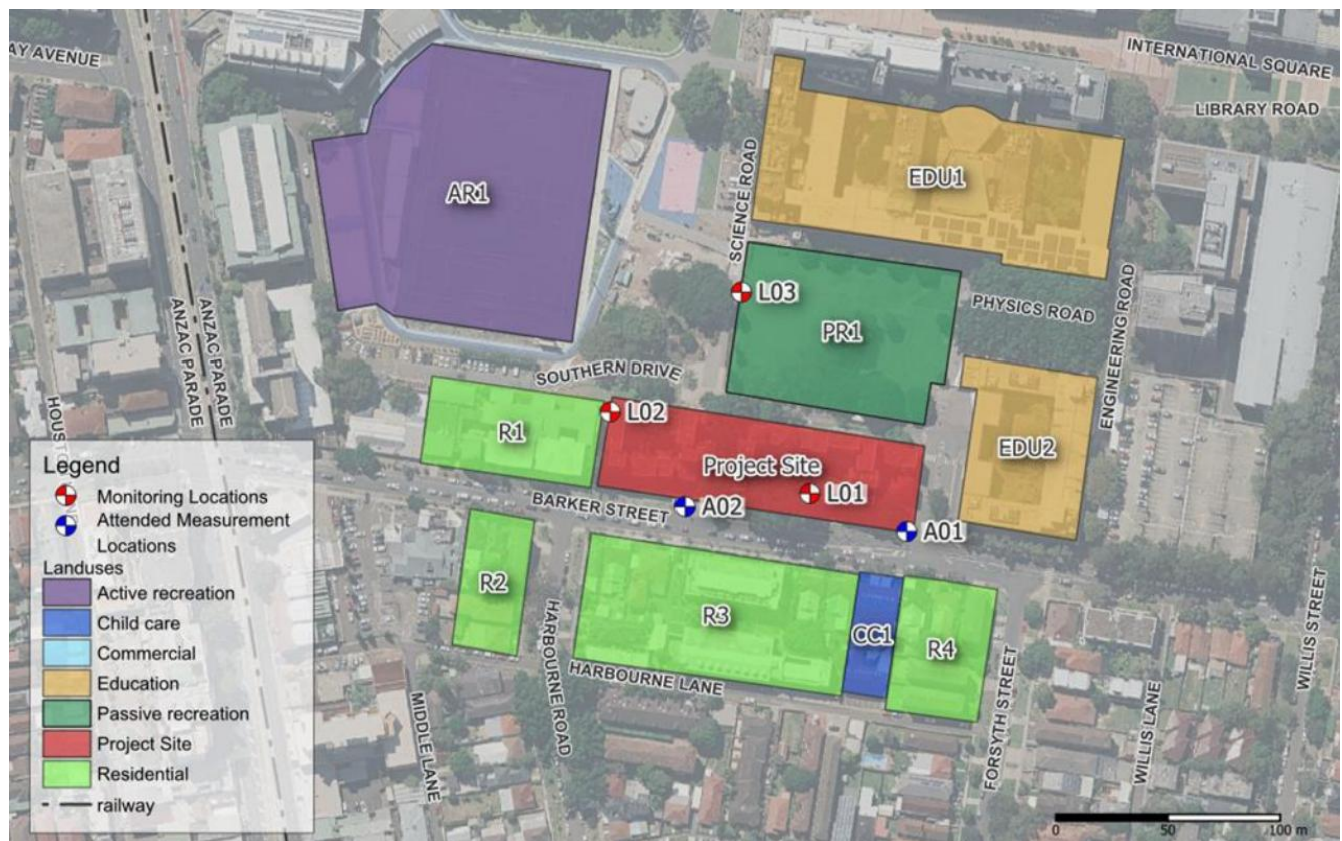 AY AVENUE
INTERNATIONAL SQUARE
LIBRARY ROAD
SCIENCE ROAD
EDU1
AR1
ENGINEERING ROAD
L03
PHYSICS ROAD
PR1
ANZAC PARADE
ANZAC PARADE
SOUTHERN DRIVE
HOUSTO
L02
R1
EDU2
Project Site
L01
BARKER STREET
A02
A01
R2
R3
CC1
R4
HARBOURNE ROAD
HARBOURNE LANE
MIDDLE LANE
FORSYTH STREET
WILLIS LANE
WILLIS STREET
Legend
Monitoring Locations
Attended Measurement
Locations
Landuses
Active recreation
Child care
Commercial
Education
Passive recreation
Project Site
Residential
railway
0 50 100 m